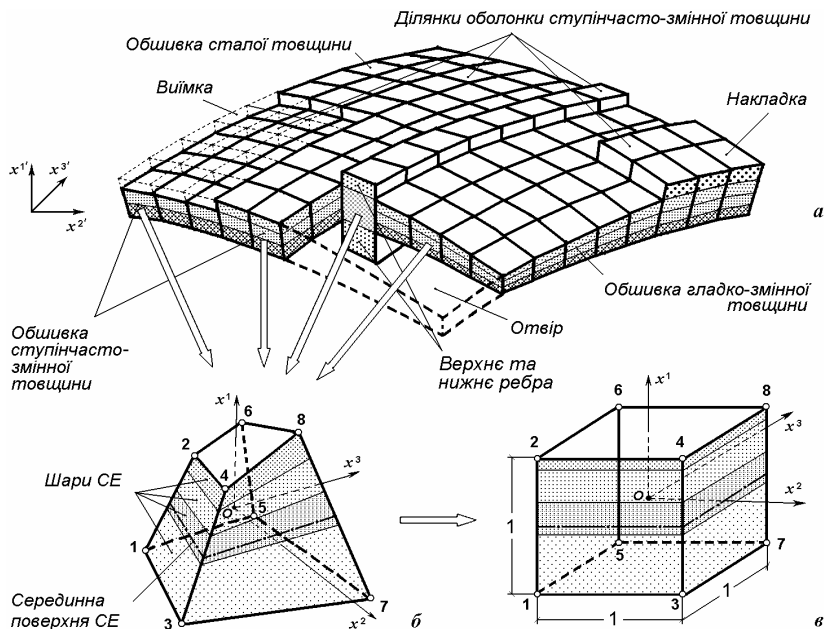 Ділянки оболонки ступінчасто-змінної товщини
Обшивка сталої товщини
Виїмка
Накладка
x1'
x3'
x2'
а
Обшивка гладко-змінної
товщини
Отвір
Обшивка
ступінчасто-
змінної
товщини
Верхнє та
нижнє ребра
x1
6
8
2
4
x3
Шари СЕ
O
5
1
Серединна
поверхня СЕ
3
7
x2
б
x1
6
8
x3
2
4
O
x2
1
5
7
1
1
3
1
в